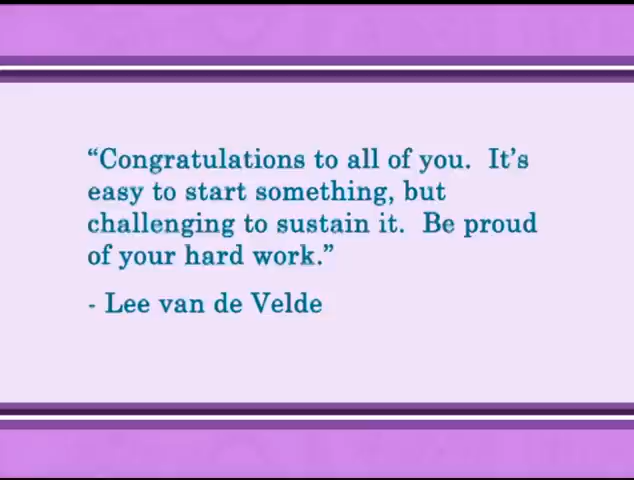 “Congratulations to all of you.  It’s
easy to start something, but
challenging to sustain it.  Be proud
of your hard work.”
- Lee van de Velde